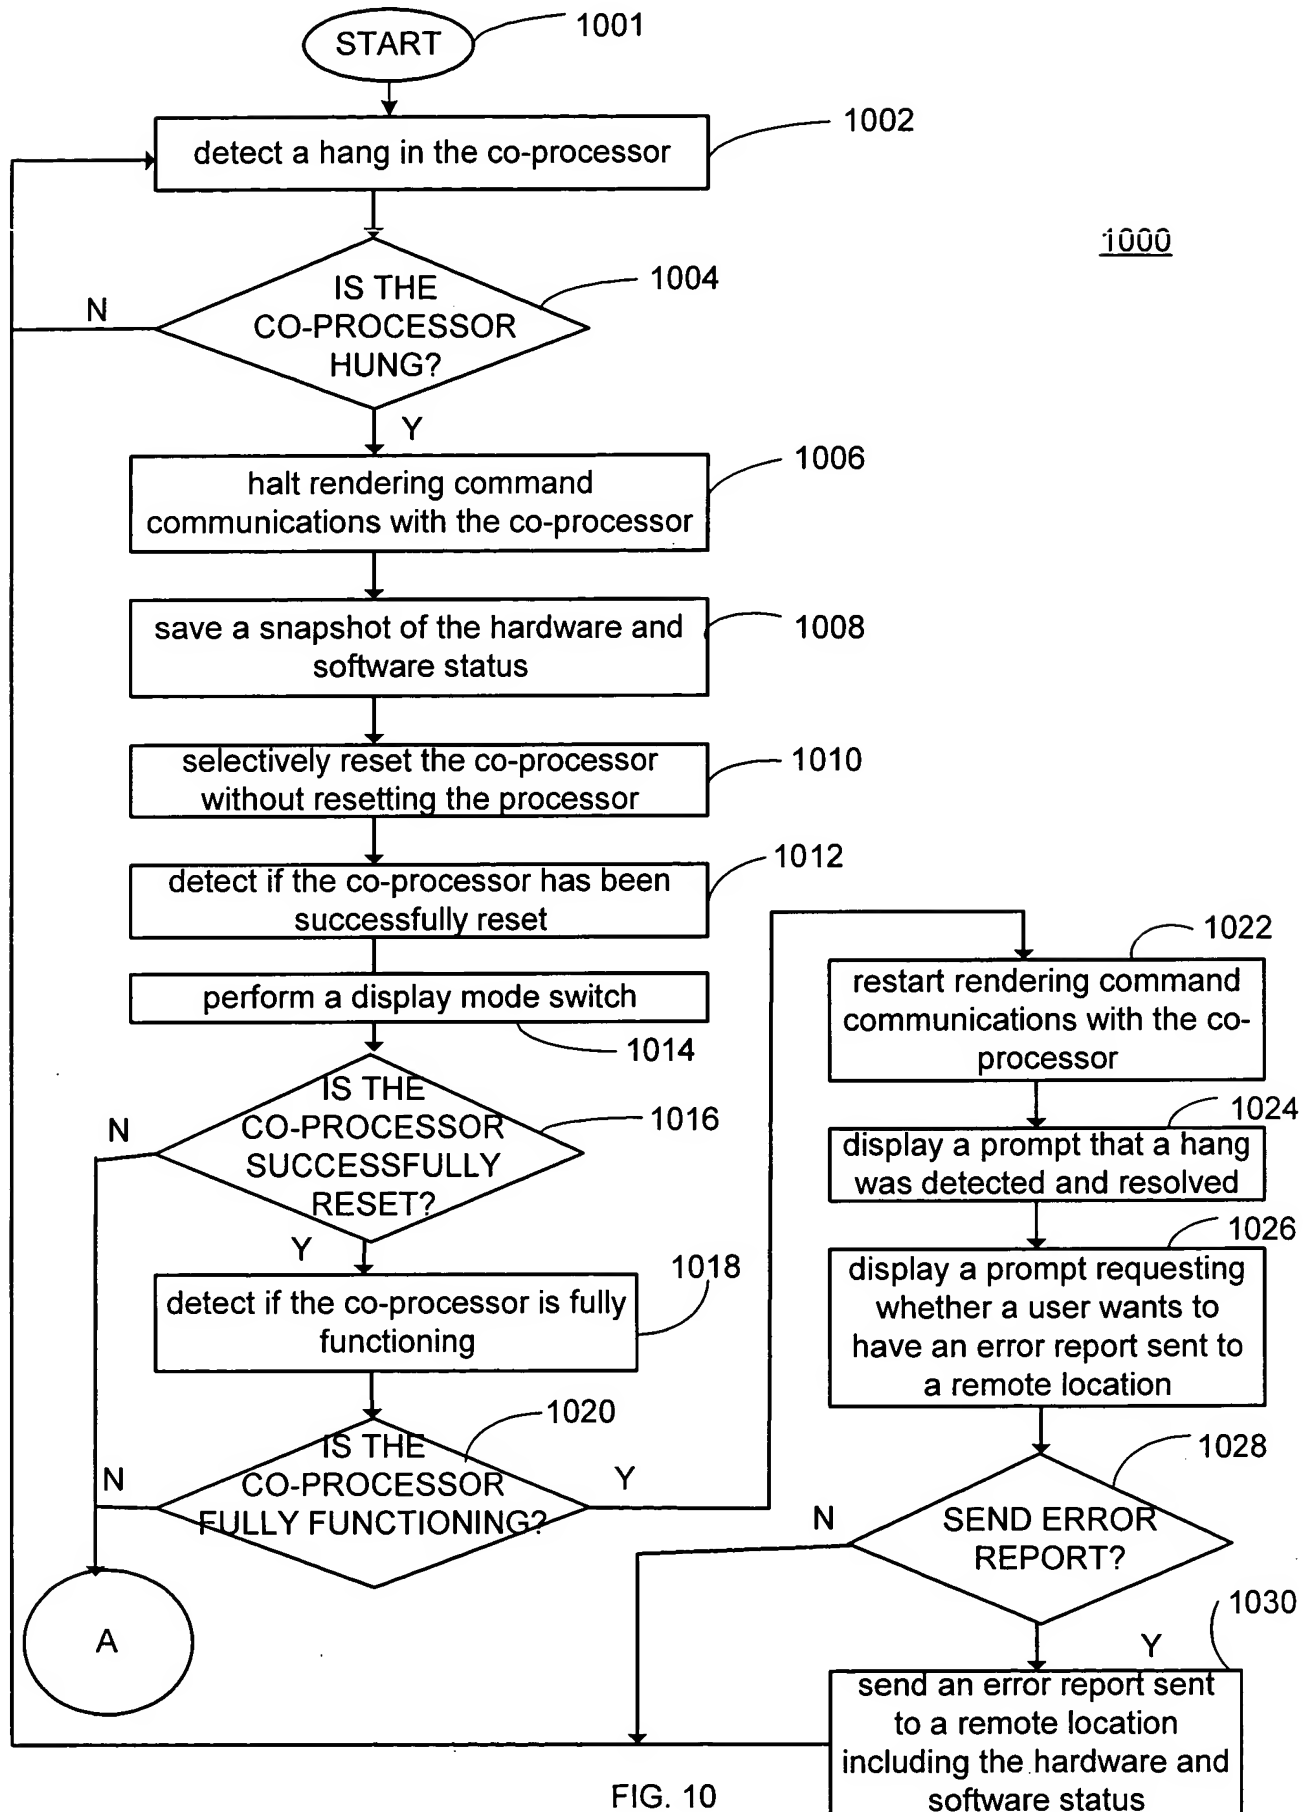 START
1001
detect a hang in the co-processor
1002
1000
IS THE
CO-PROCESSOR
HUNG?
1004
N
Y
halt rendering command
communications with the co-processor
1006
save a snapshot of the hardware and
software status
1008
selectively reset the co-processor
without resetting the processor
1010
detect if the co-processor has been
successfully reset
1012
perform a display mode switch
1014
IS THE
CO-PROCESSOR
SUCCESSFULLY
RESET?
1016
N
Y
detect if the co-processor is fully
functioning
1018
IS THE
CO-PROCESSOR
FULLY FUNCTIONING?
1020
N
Y
A
restart rendering command
communications with the co-
processor
1022
display a prompt that a hang
was detected and resolved
1024
display a prompt requesting
whether a user wants to
have an error report sent to
a remote location
1026
SEND ERROR
REPORT?
1028
N
Y
send an error report sent
to a remote location
including the hardware and
software status
1030
FIG. 10